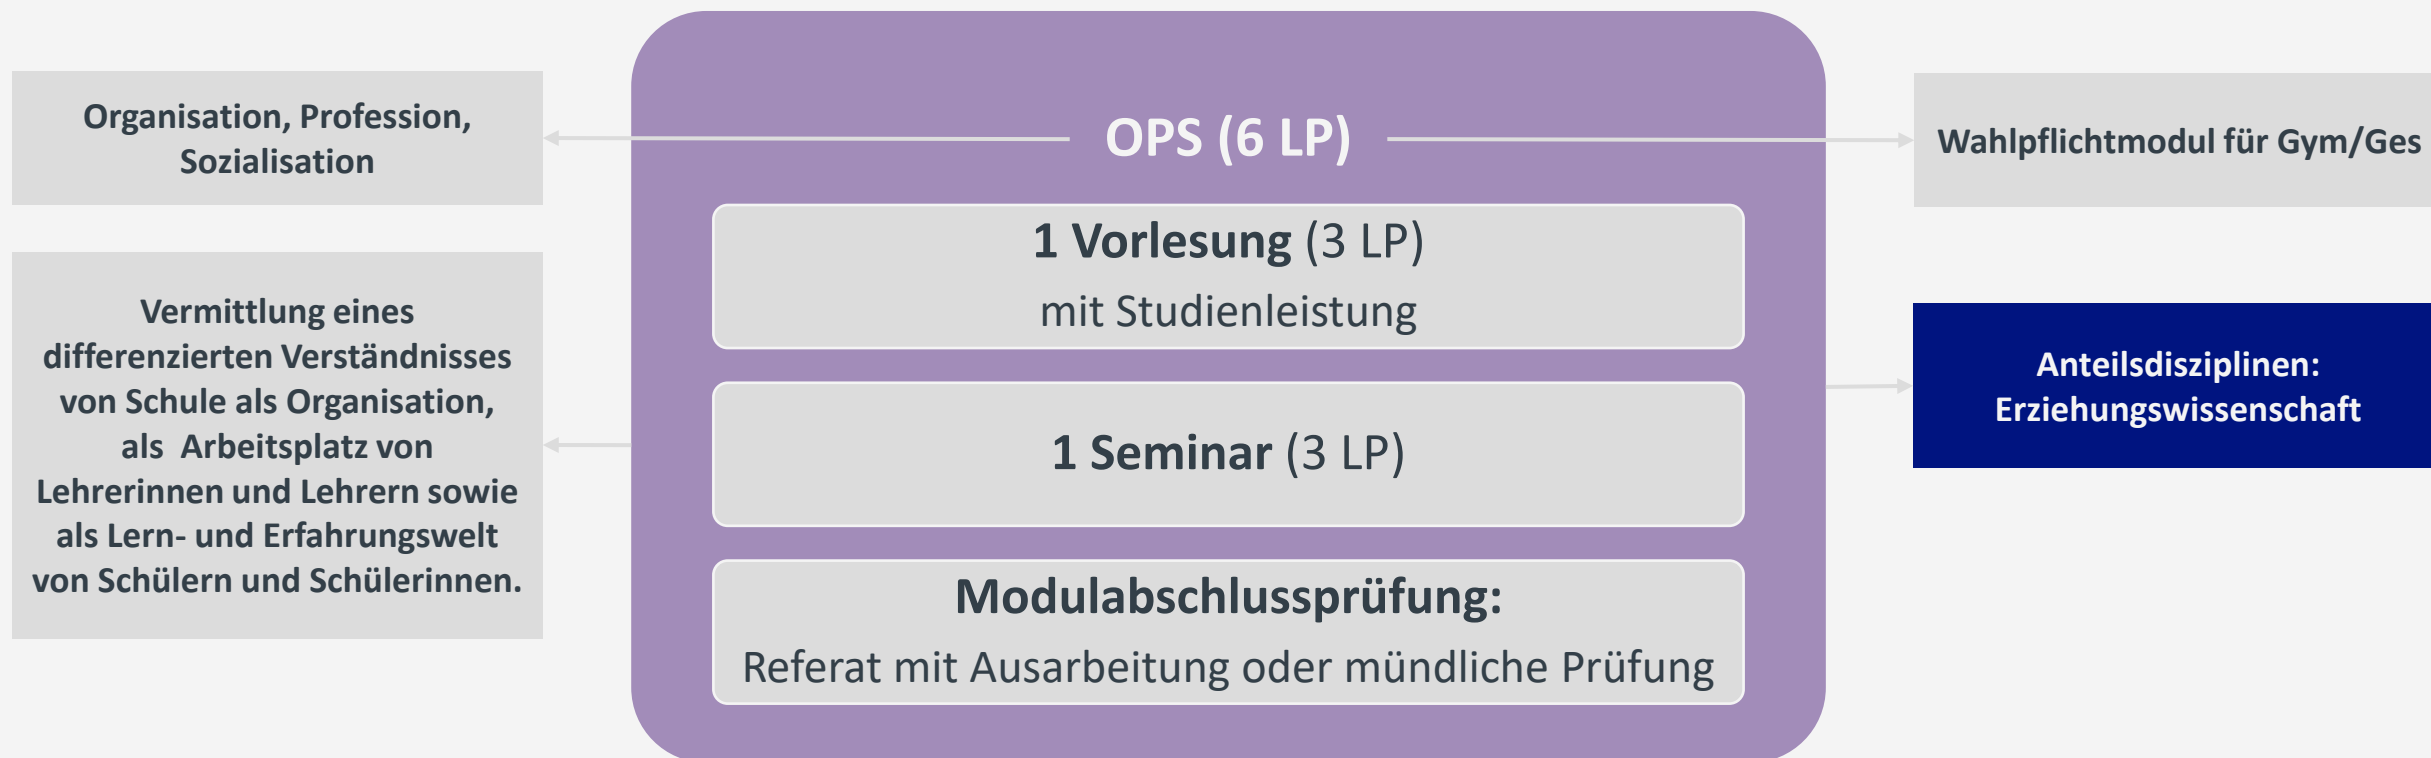 Organisation, Profession,
Sozialisation
Vermittlung eines
differenzierten Verständnisses
von Schule als Organisation,
als Arbeitsplatz von
Lehrerinnen und Lehrern sowie
als Lern- und Erfahrungswelt
von Schülern und Schülerinnen.
OPS (6 LP)
1 Vorlesung (3 LP)
mit Studienleistung
1 Seminar (3 LP)
Modulabschlussprüfung:
Referat mit Ausarbeitung oder mündliche Prüfung
Wahlpflichtmodul für Gym/Ges
Anteilsdisziplinen:
Erziehungswissenschaft